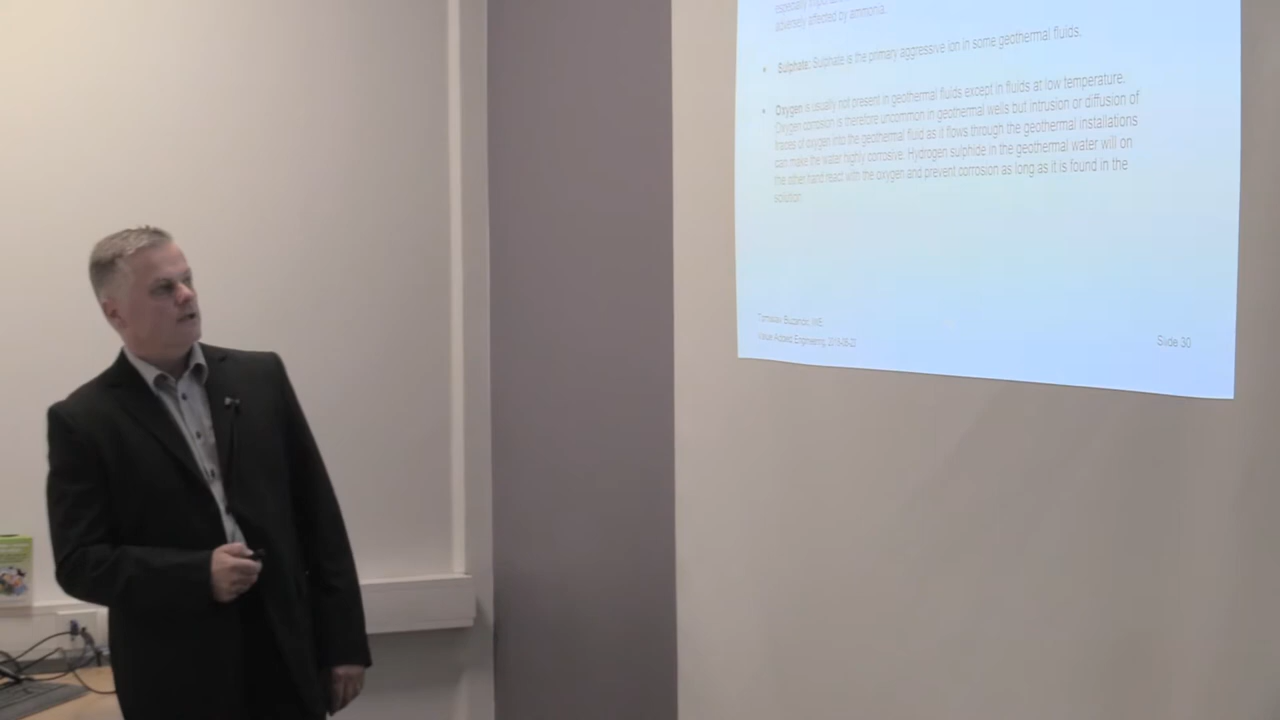 especially
adversely affected by ammonia.
• Sulphate: Sulphate is the primary aggressive ion in some geothermal fluids.
• Oxygen is usually not present in geothermal fluids except in fluids at low temperature.
Oxygen corrosion is therefore uncommon in geothermal wells but intrusion or diffusion of
traces of oxygen into the geothermal fluid as it flows through the geothermal installations
can make the water highly corrosive. Hydrogen sulphide in the geothermal water will on
the other hand react with the oxygen and prevent corrosion as long as it is found in the
solution.
Value Added Engineering,
Slide 30